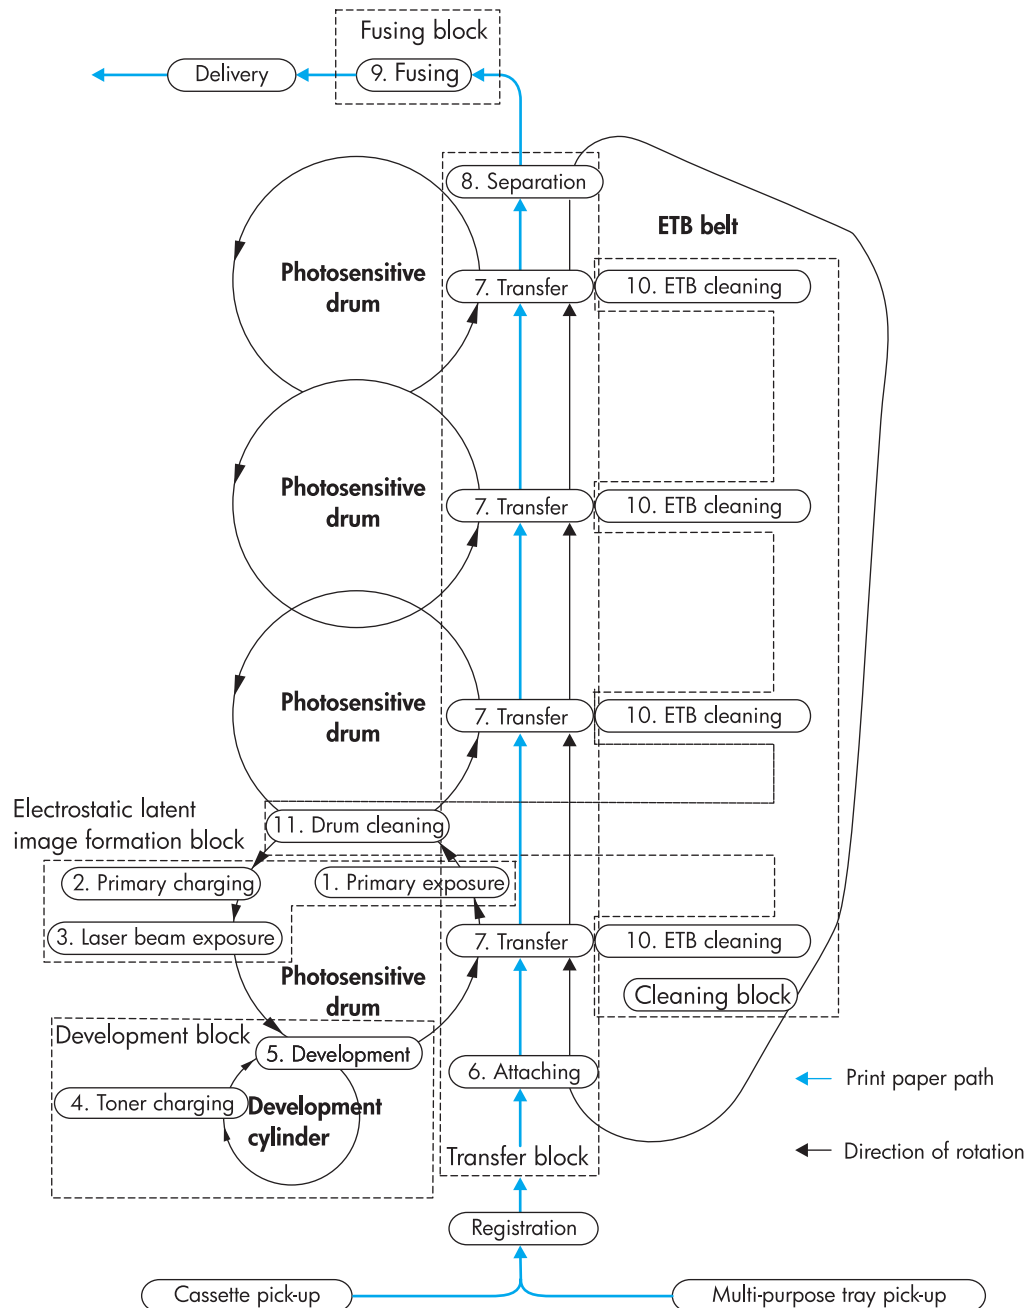 Fusing block
Delivery
9. Fusing
8. Separation
ETB belt
Photosensitive
drum
7. Transfer
10. ETB cleaning
Photosensitive
drum
7. Transfer
10. ETB cleaning
Photosensitive
drum
7. Transfer
10. ETB cleaning
Electrostatic latent
image formation block
11. Drum cleaning
2. Primary charging
1. Primary exposure
3. Laser beam exposure
7. Transfer
10. ETB cleaning
Photosensitive
drum
Cleaning block
Development block
5. Development
6. Attaching
4. Toner charging
Development
cylinder
Print paper path
Transfer block
Direction of rotation
Registration
Cassette pick-up
Multi-purpose tray pick-up